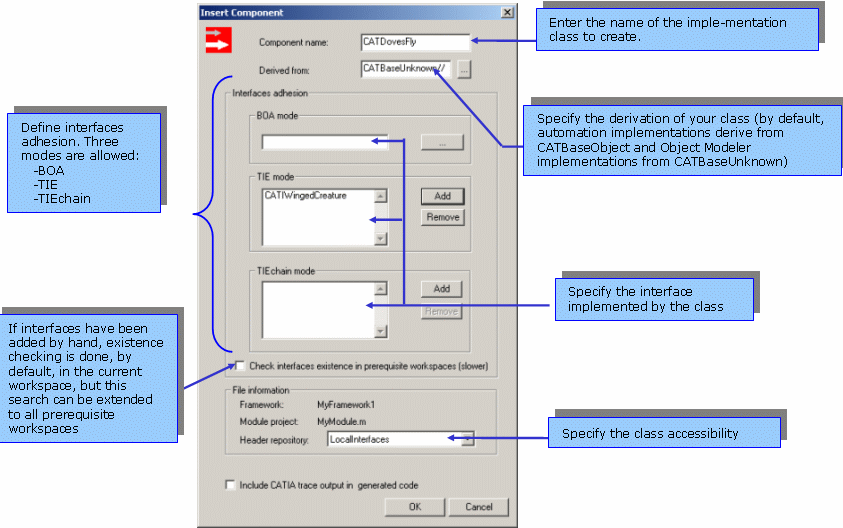 Insert Component
Component name:
CATDovesFly
Derived from:
CATBaseUnknown//
...
Interfaces adhesion
BOA mode
...
TIE mode
CATIWingedCreature
Add
Remove
TIEchain mode
Add
Remove
Check interfaces existence in prerequisite workspaces (slower)
File information
Framework:
MyFramework1
Module project:
MyModule.m
Header repository:
LocalInterfaces
Include CATIA trace output in generated code
OK
Cancel
Enter the name of the imple-mentation
class to create.
Specify the derivation of your class (by default,
automation implementations derive from
CATBaseObject and Object Modeler
implementations from CATBaseUnknown)
Define interfaces
adhesion. Three
modes are allowed:
-BOA
-TIE
-TIEchain
Specify the interface
implemented by the class
If interfaces have been
added by hand, existence
checking is done, by
default, in the current
workspace, but this
search can be extended
to all prerequisite
workspaces
Specify the class accessibility